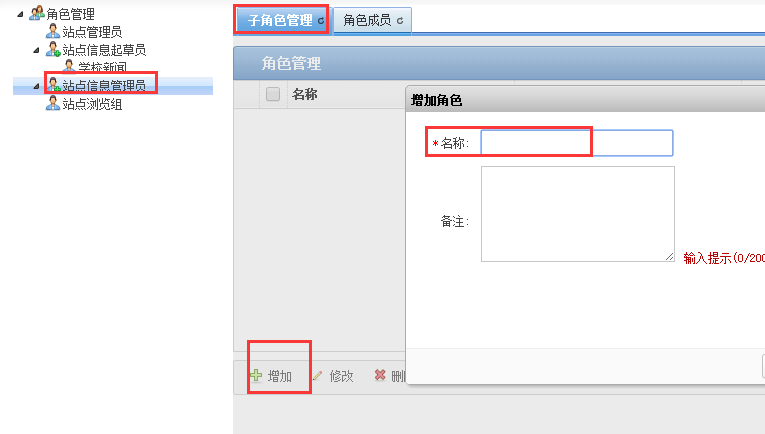 角色管理
站点管理员
站点信息起草员
学校新闻
站点信息管理员
站点浏览组
子角色管理
角色成员
角色管理
名称
增加角色
*名称:
备注:
输入提示(0/200
增加
修改